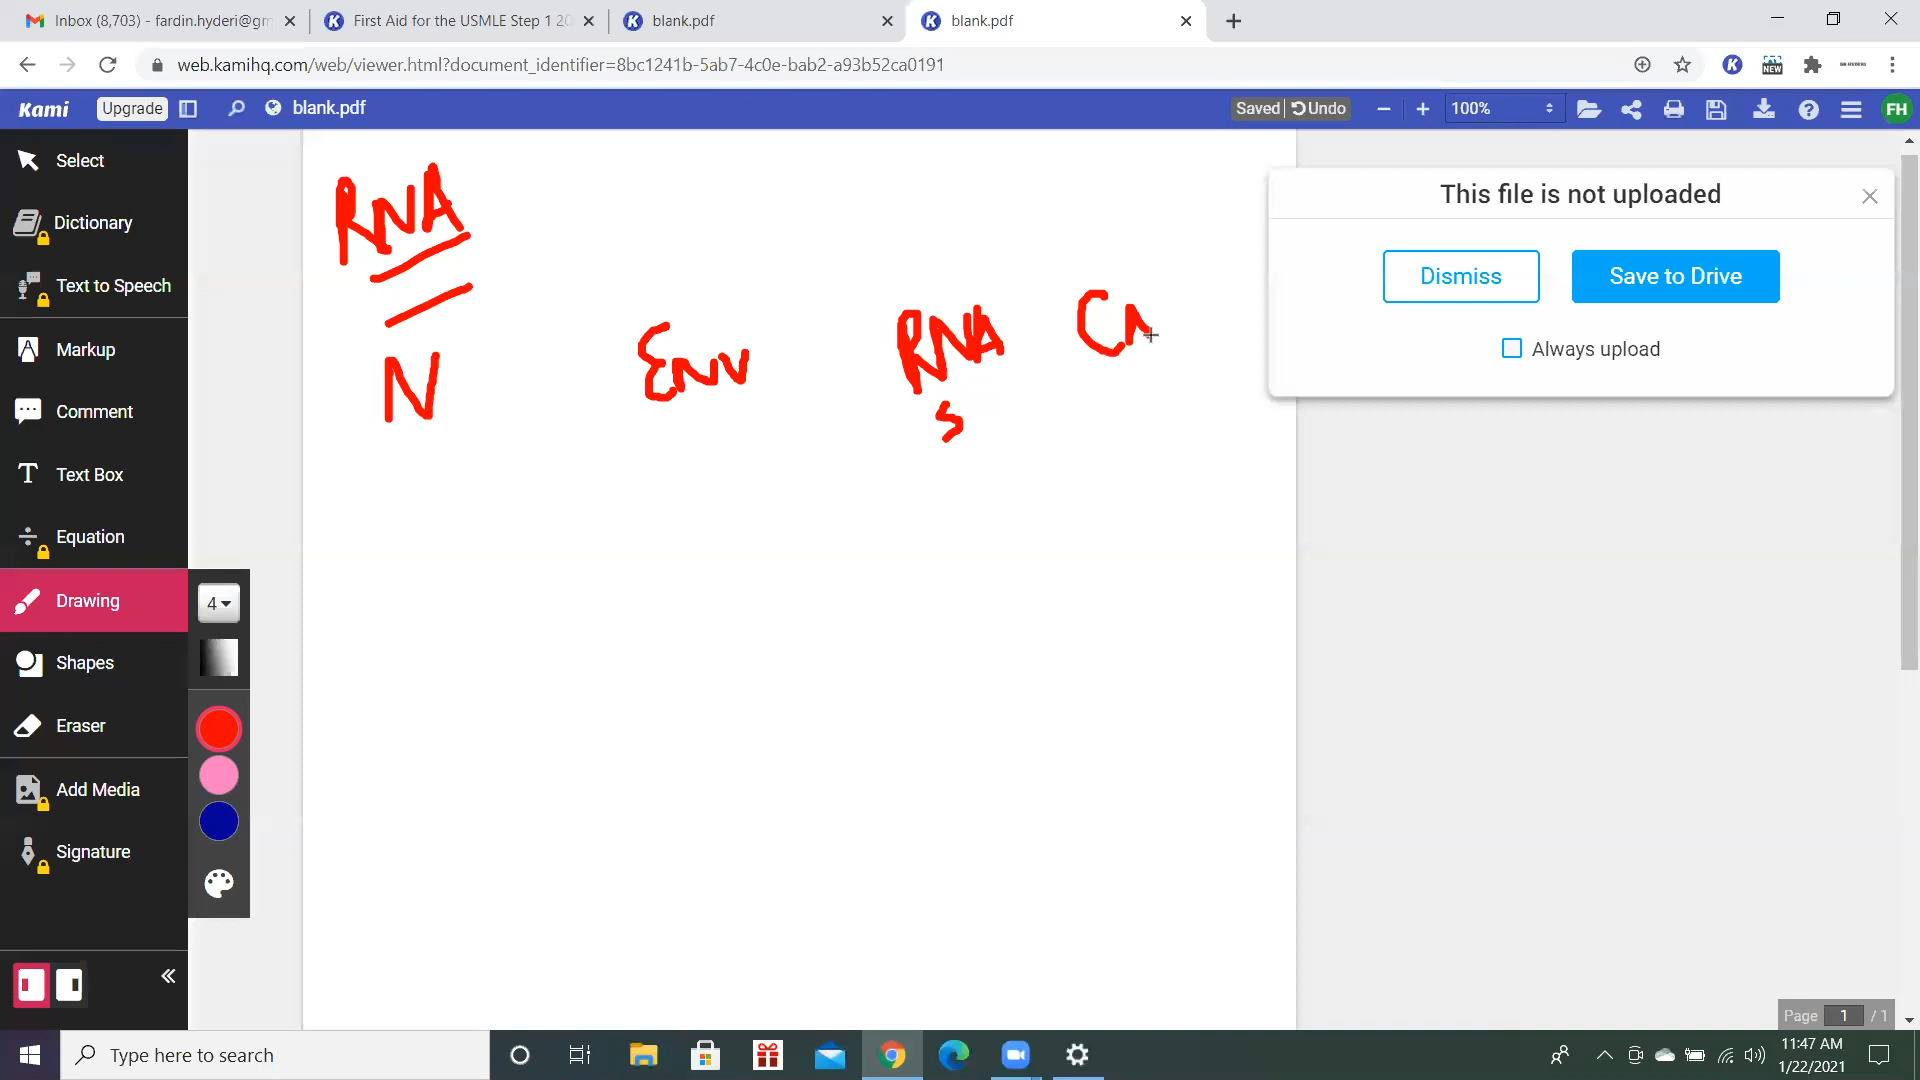 Inbox (8,703) - fardin.hyderi@gm
First Aid for the USMLE Step 1 20
blank.pdf
blank.pdf
web.kamihq.com/web/viewer.html?document_identifier=8bc1241b-5ab7-4c0e-bab2-a93b52ca0191
NEW
Kami
Upgrade
blank.pdf
Saved
Undo
100%
FH
Select
Dictionary
Text to Speech
Markup
Comment
Text Box
Equation
Drawing
Shapes
Eraser
Add Media
Signature
4
RNA
N
Env
RNA
s
Ca
This file is not uploaded
Dismiss
Save to Drive
Always upload
Page 1 / 1
Type here to search
11:47 AM
1/22/2021